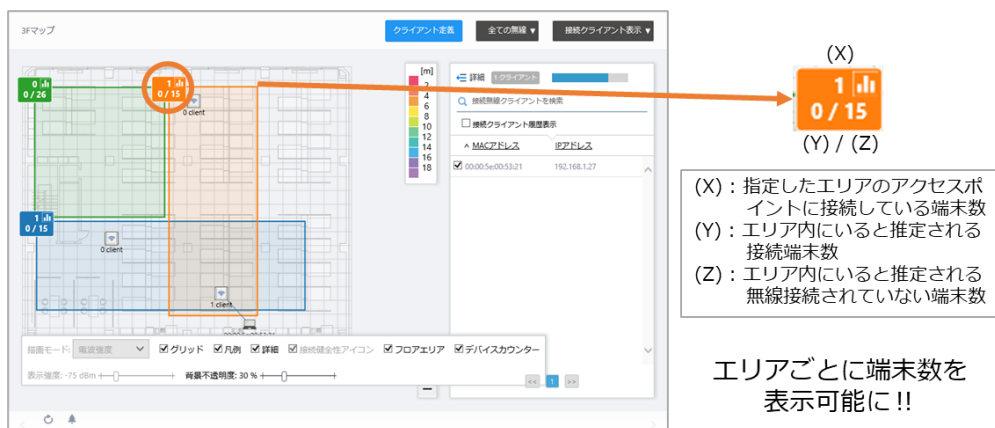 3Fマップ
クライアント定義
全ての無線 ▼
接続クライアント表示 ▼
[m]
2
4
6
8
10
12
14
16
18
0
0 / 26
1
0 / 15
0 client
1
0 / 15
0 client
1 client
詳細 1クライアント
接続無線クライアントを検索
接続クライアント履歴表示
^ MACアドレス IPアドレス
00:00:5e:00:53:21 192.168.1.27
描画モード: 電波強度
グリッド 凡例 詳細 接続健全性アイコン フロアエリア デバイスカウンター
表示強度: -75 dBm
背景不透明度: 30 %
<< 1 >>
(X)
1
0 / 15
(Y) / (Z)
(X):指定したエリアのアクセスポ
イントに接続している端末数
(Y):エリア内にいると推定される
接続端末数
(Z):エリア内にいると推定される
無線接続されていない端末数
エリアごとに端末数を
表示可能に!!